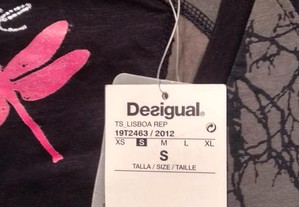 Desigual®
TS_LISBOA REP
19T2463 / 2012
XS S M L XL
S
TALLA / SIZE / TAILLE